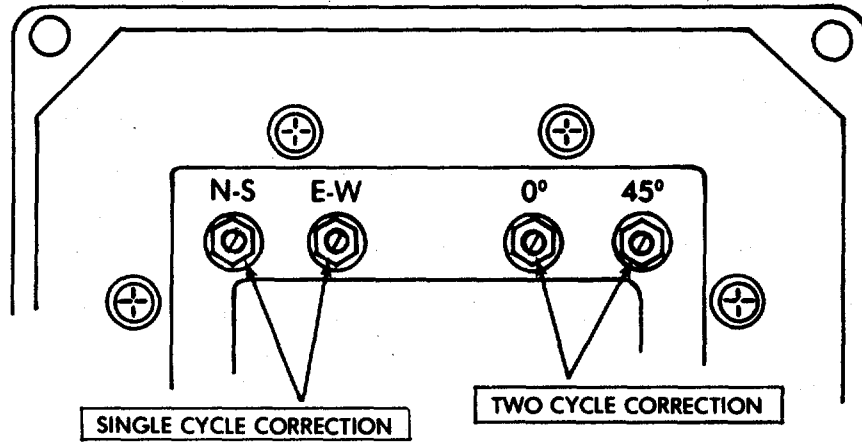 N-S E-W 0° 45°
SINGLE CYCLE CORRECTION
TWO CYCLE CORRECTION